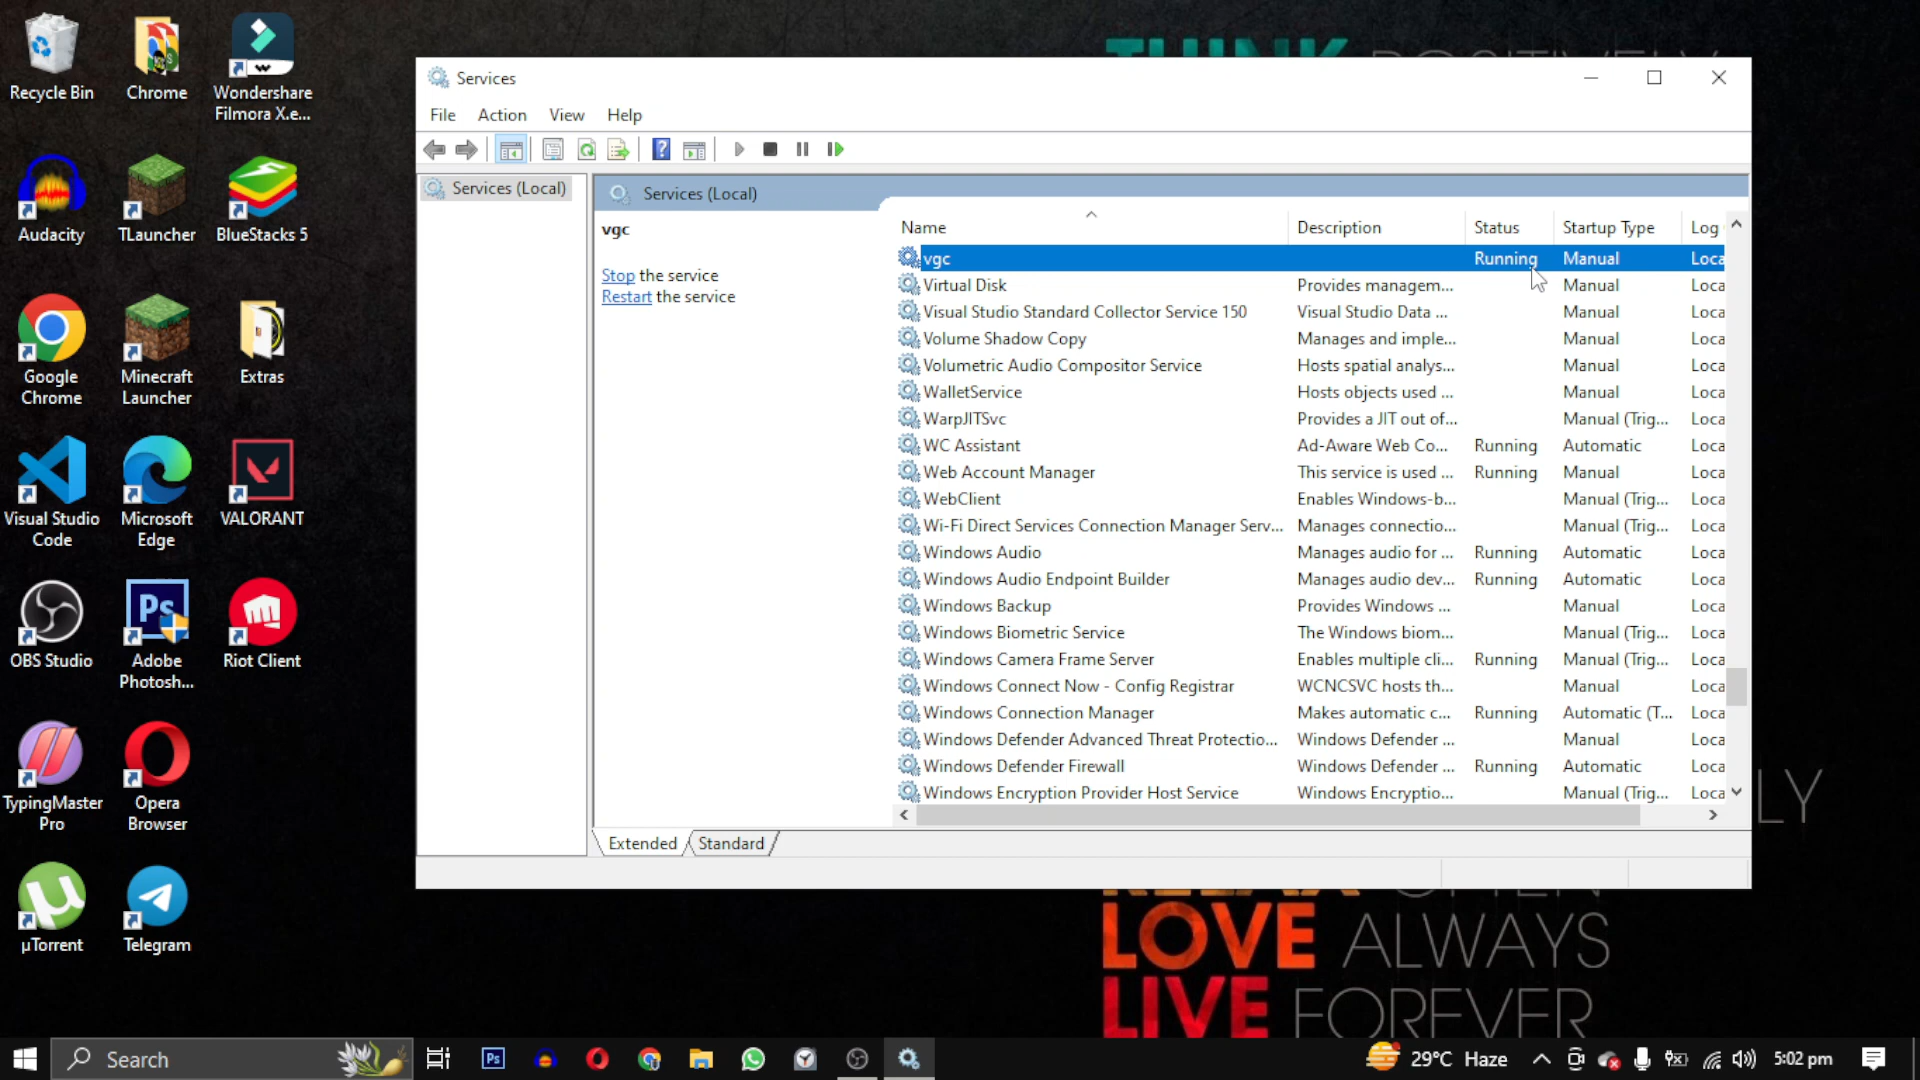 THINK POSITIVELY
Recycle Bin
Chrome
Wondershare
Filmora X.e...
Audacity
TLauncher
BlueStacks 5
Google
Chrome
Minecraft
Launcher
Extras
Visual Studio
Code
Microsoft
Edge
VALORANT
OBS Studio
Adobe
Photosh...
Riot Client
TypingMaster
Pro
Opera
Browser
µTorrent
Telegram
Services
File Action View Help
Services (Local)
Services (Local)
vgc
Stop the service
Restart the service
Name Description Status Startup Type Log
vgc Running Manual Loca
Virtual Disk Provides managem... Manual Loca
Visual Studio Standard Collector Service 150 Visual Studio Data ... Manual Loca
Volume Shadow Copy Manages and imple... Manual Loca
Volumetric Audio Compositor Service Hosts spatial analys... Manual Loca
WalletService Hosts objects used ... Manual Loca
WarpJITSvc Provides a JIT out of... Manual (Trig... Loca
WC Assistant Ad-Aware Web Co... Running Automatic Loca
Web Account Manager This service is used ... Running Manual Loca
WebClient Enables Windows-b... Manual (Trig... Loca
Wi-Fi Direct Services Connection Manager Serv... Manages connectio... Manual (Trig... Loca
Windows Audio Manages audio for ... Running Automatic Loca
Windows Audio Endpoint Builder Manages audio dev... Running Automatic Loca
Windows Backup Provides Windows ... Manual Loca
Windows Biometric Service The Windows biom... Manual (Trig... Loca
Windows Camera Frame Server Enables multiple cli... Running Manual (Trig... Loca
Windows Connect Now - Config Registrar WCNCSVC hosts th... Manual Loca
Windows Connection Manager Makes automatic c... Running Automatic (T... Loca
Windows Defender Advanced Threat Protectio... Windows Defender ... Manual Loca
Windows Defender Firewall Windows Defender ... Running Automatic Loca
Windows Encryption Provider Host Service Windows Encryptio... Manual (Trig... Loca
Extended Standard
LY
RELAX OFTEN
LOVE ALWAYS
LIVE FOREVER
Search
Ps
29°C Haze
5:02 pm